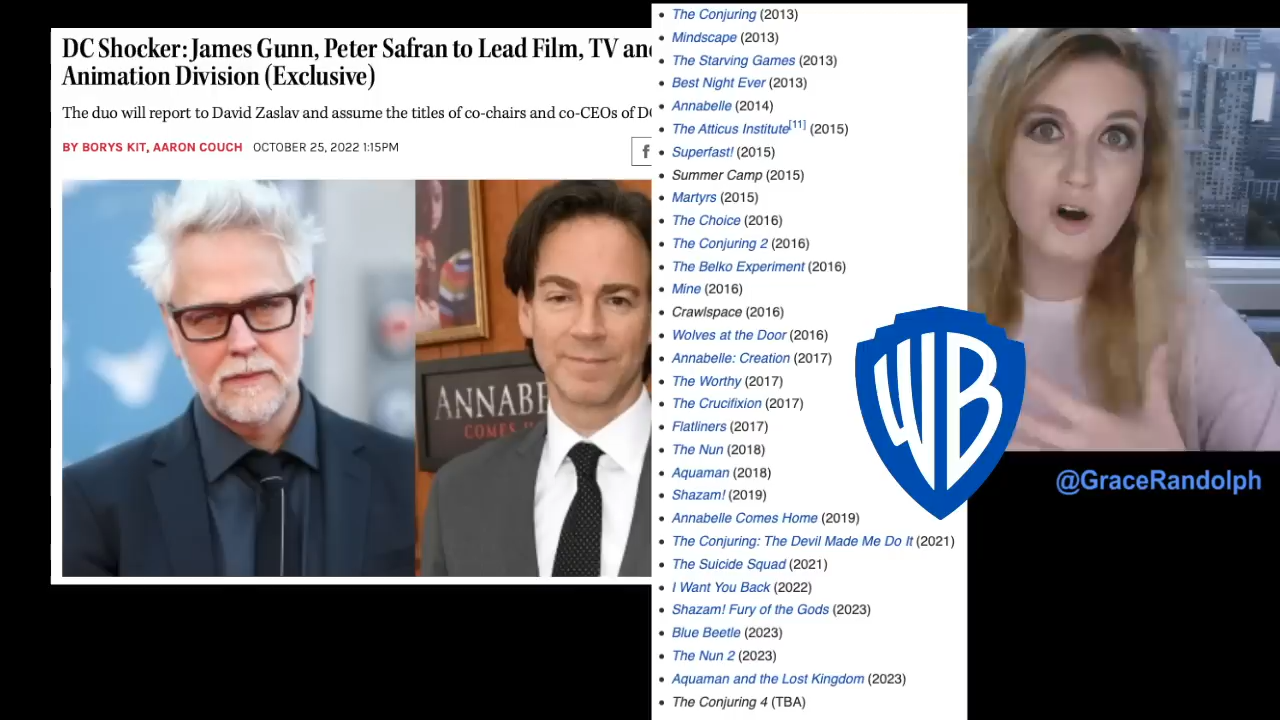 DC Shocker: James Gunn, Peter Safran to Lead Film, TV and
Animation Division (Exclusive)
The duo will report to David Zaslav and assume the titles of co-chairs and co-CEOs of
BY BORYS KIT, AARON COUCH OCTOBER 25, 2022 1:15PM
f
ANNABE
COMES
The Conjuring (2013)
Mindscape (2013)
The Starving Games (2013)
Best Night Ever (2013)
Annabelle (2014)
The Atticus Institute[11] (2015)
Superfast! (2015)
Summer Camp (2015)
Martyrs (2015)
The Choice (2016)
The Conjuring 2 (2016)
The Belko Experiment (2016)
Mine (2016)
Crawlspace (2016)
Wolves at the Door (2016)
Annabelle: Creation (2017)
The Worthy (2017)
The Crucifixion (2017)
Flatliners (2017)
The Nun (2018)
Aquaman (2018)
Shazam! (2019)
Annabelle Comes Home (2019)
The Conjuring: The Devil Made Me Do It (2021)
The Suicide Squad (2021)
I Want You Back (2022)
Shazam! Fury of the Gods (2023)
Blue Beetle (2023)
The Nun 2 (2023)
Aquaman and the Lost Kingdom (2023)
The Conjuring 4 (TBA)
WB
@GraceRandolph